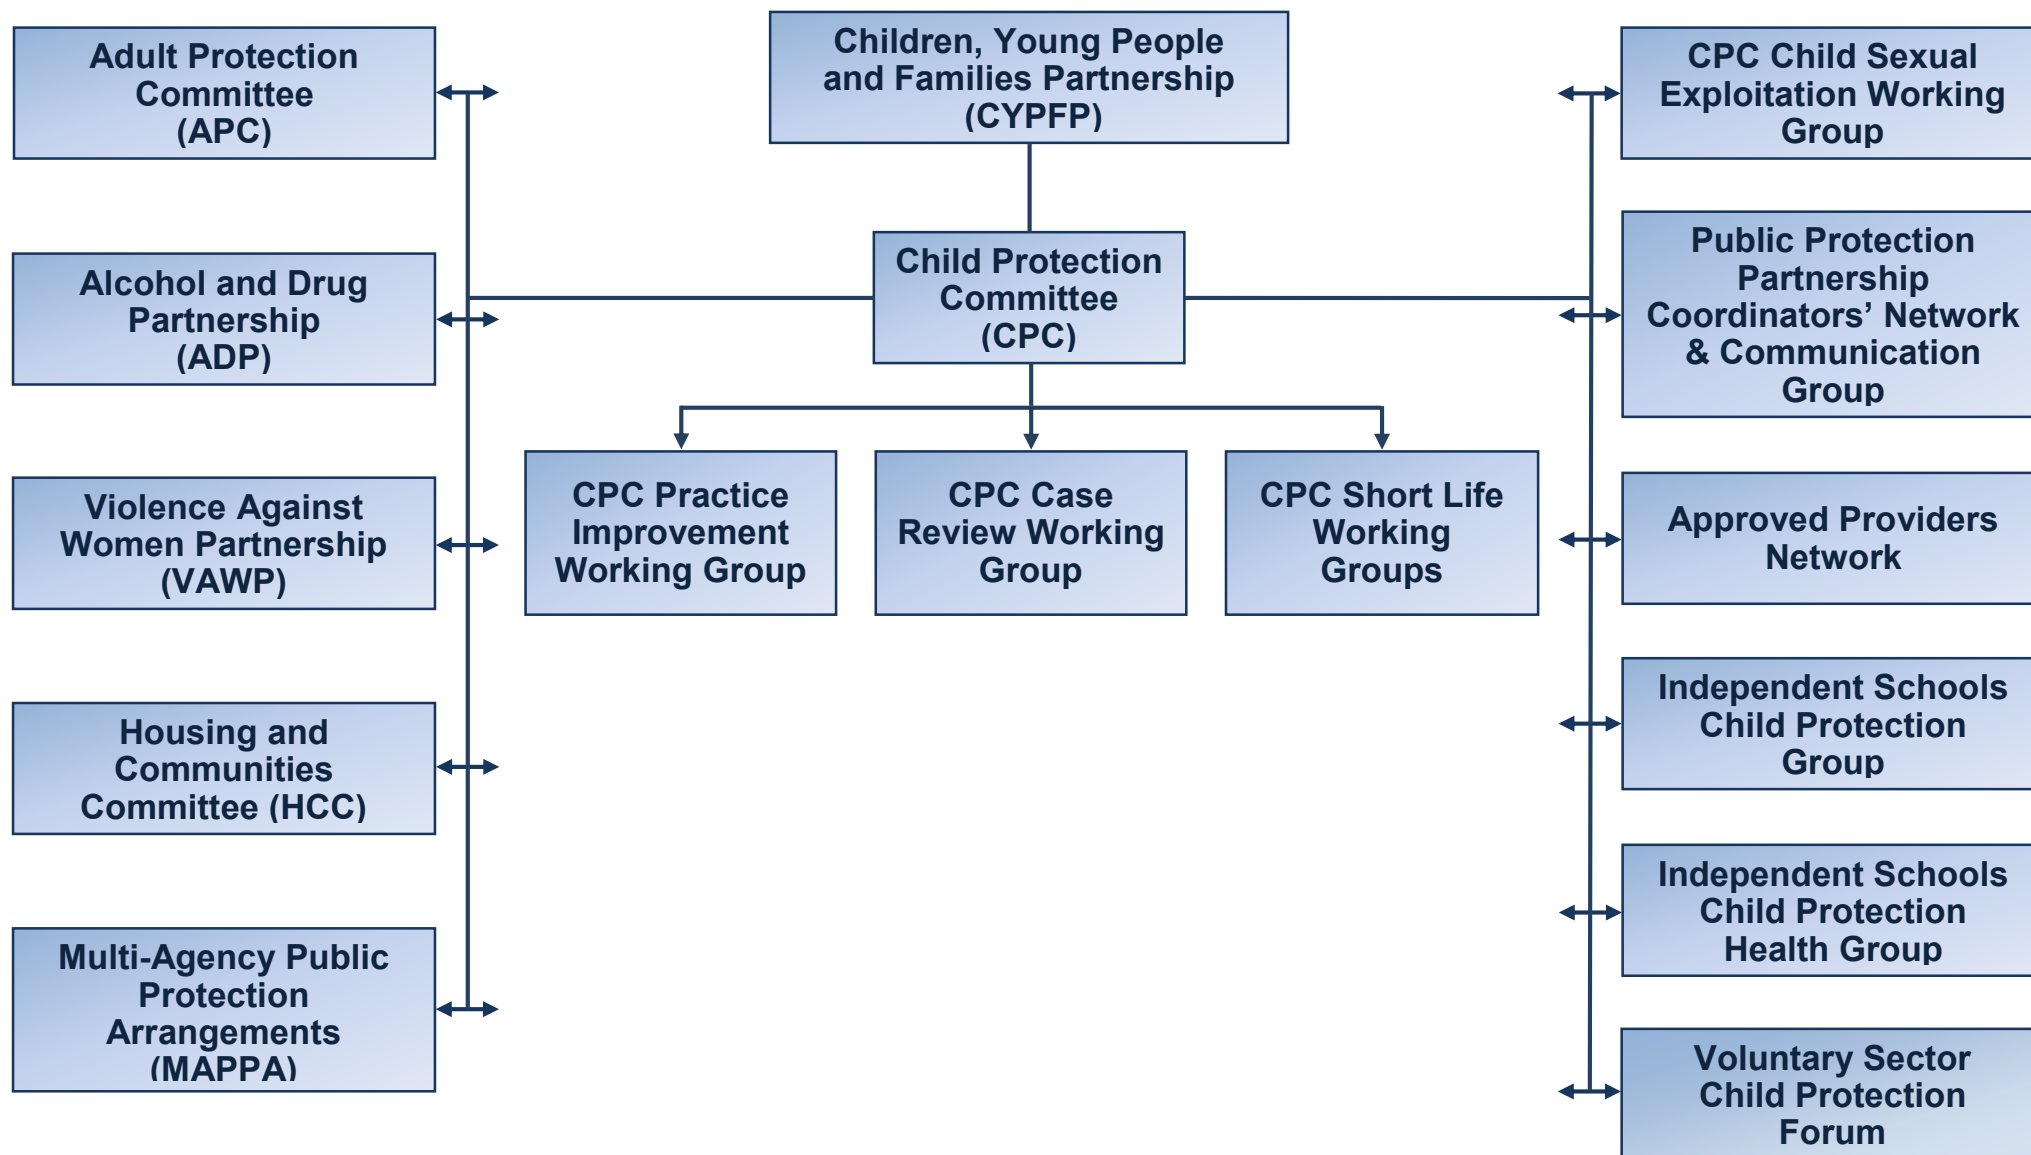 Adult Protection
Committee
(APC)
Children, Young People
and Families Partnership
(CYPFP)
CPC Child Sexual
Exploitation Working
Group
Alcohol and Drug
Partnership
(ADP)
Child Protection
Committee
(CPC)
Public Protection
Partnership
Coordinators’ Network
& Communication
Group
Violence Against
Women Partnership
(VAWP)
CPC Practice
Improvement
Working Group
CPC Case
Review Working
Group
CPC Short Life
Working
Groups
Approved Providers
Network
Housing and
Communities
Committee (HCC)
Independent Schools
Child Protection
Group
Multi-Agency Public
Protection
Arrangements
(MAPPA)
Independent Schools
Child Protection
Health Group
Voluntary Sector
Child Protection
Forum